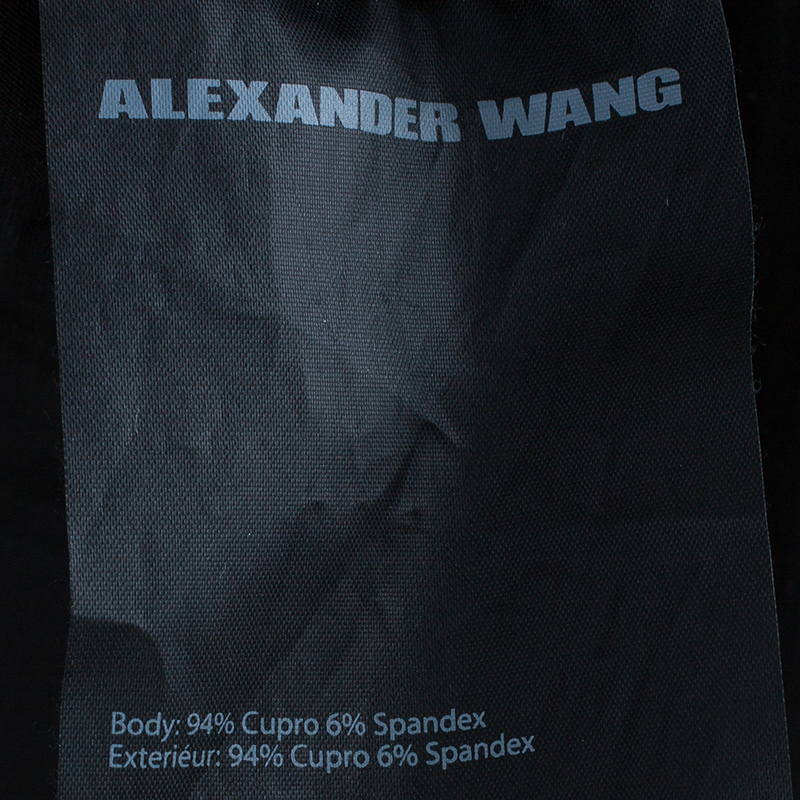 ALEXANDER WANG
Body: 94% Cupro 6% Spandex
Exteriéur: 94% Cupro 6% Spandex